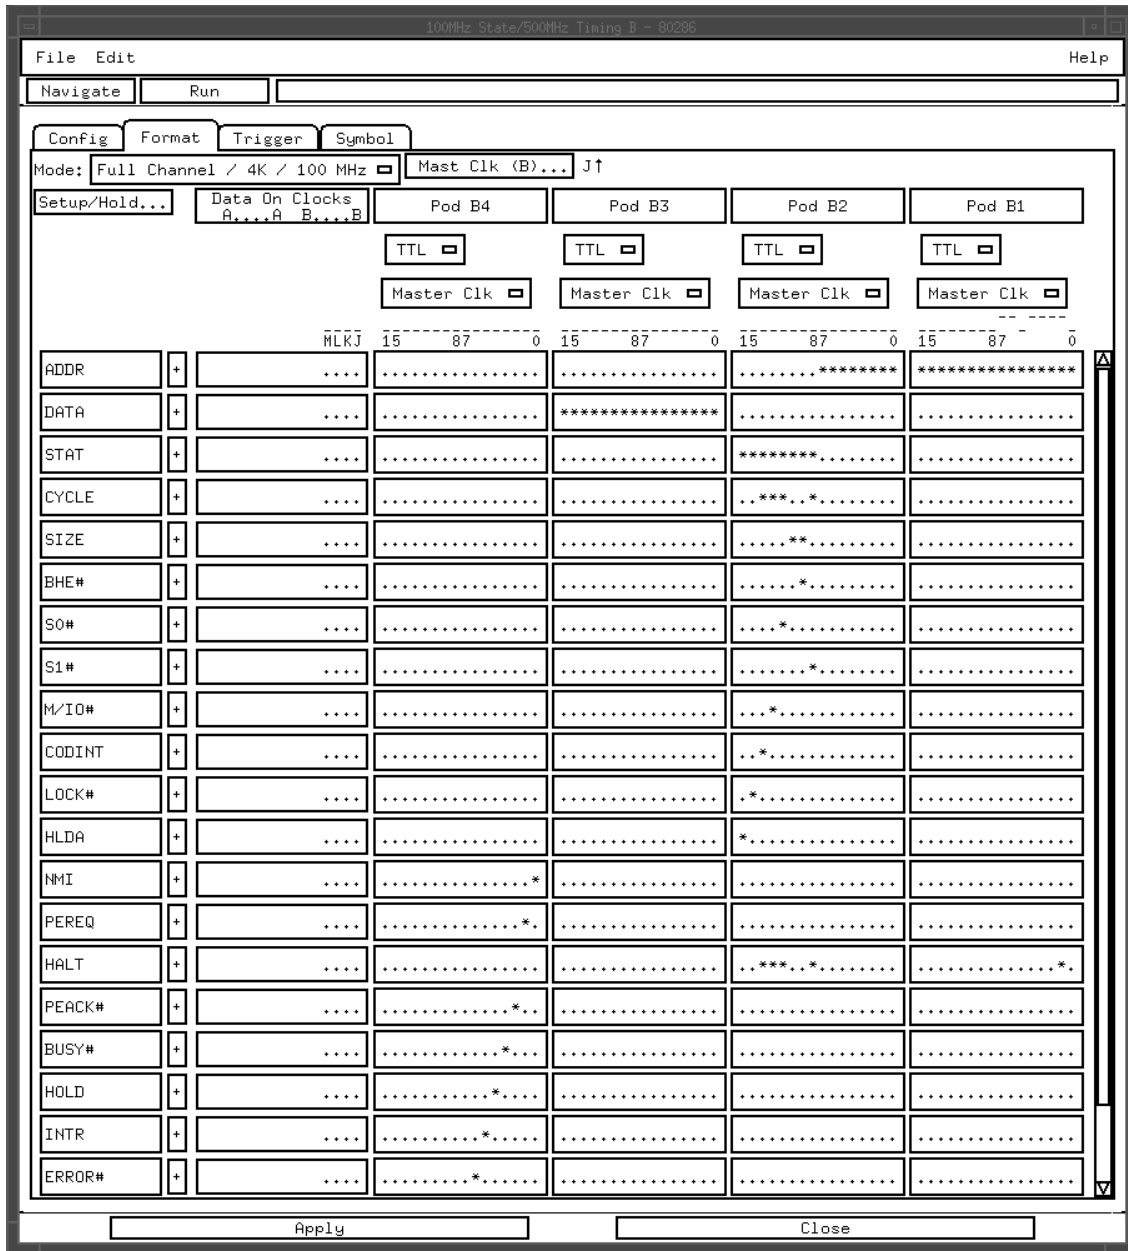 100MHz State/500MHz Timing B - 80286
File Edit Help
Navigate Run
Config Format Trigger Symbol
Mode: Full Channel / 4K / 100 MHz Mast Clk (B)... J↑
Setup/Hold... Data On Clocks Pod B4 Pod B3 Pod B2 Pod B1
A....A B....B
TTL TTL TTL TTL
Master Clk Master Clk Master Clk Master Clk
MLKJ 15 87 0 15 87 0 15 87 0 15 87 0
ADDR + .... ................ ................ ........******** ****************
DATA + .... ................ **************** ................ ................
STAT + .... ................ ................ ********........ ................
CYCLE + .... ................ ................ ..***..*........ ................
SIZE + .... ................ ................ .....**......... ................
BHE# + .... ................ ................ ......*......... ................
S0# + .... ................ ................ ....*........... ................
S1# + .... ................ ................ .......*........ ................
M/IO# + .... ................ ................ ...*............ ................
CODINT + .... ................ ................ ..*............. ................
LOCK# + .... ................ ................ .*.............. ................
HLDA + .... ................ ................ *............... ................
NMI + .... ...............* ................ ................ ................
PEREQ + .... ..............*. ................ ................ ................
HALT + .... ................ ................ ..***..*........ ..............*.
PEACK# + .... .............*.. ................ ................ ................
BUSY# + .... ............*... ................ ................ ................
HOLD + .... ...........*.... ................ ................ ................
INTR + .... ..........*..... ................ ................ ................
ERROR# + .... .........*...... ................ ................ ................
Apply Close